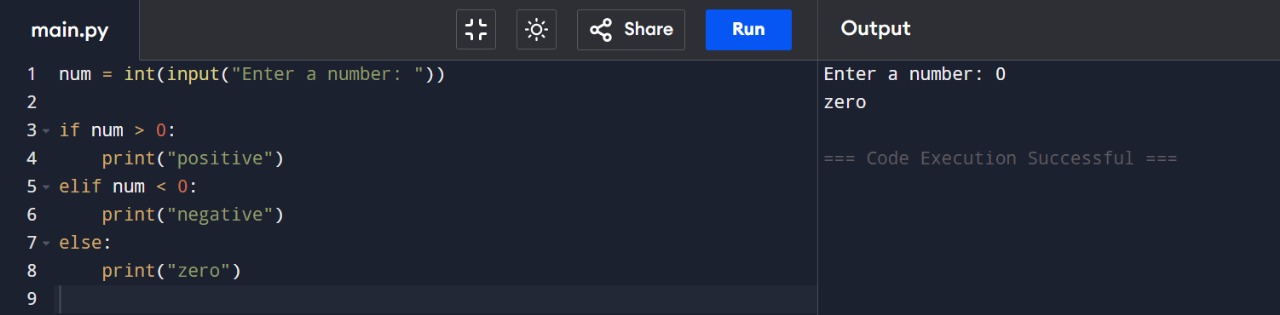 main.py
Share
Run
Output
1 num = int(input("Enter a number: "))
2
3 if num > 0:
4     print("positive")
5 elif num < 0:
6     print("negative")
7 else:
8     print("zero")
9
Enter a number: 0
zero
=== Code Execution Successful ===